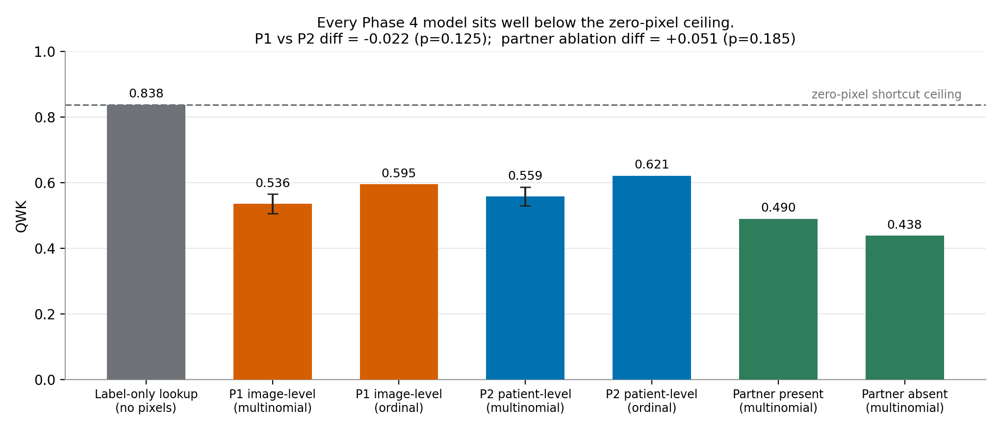 Every Phase 4 model sits well below the zero-pixel ceiling.
P1 vs P2 diff = -0.022 (p=0.125);  partner ablation diff = +0.051 (p=0.185)
QWK
1.0
0.8
0.6
0.4
0.2
0.0
zero-pixel shortcut ceiling
0.838
0.536
0.595
0.559
0.621
0.490
0.438
Label-only lookup
(no pixels)
P1 image-level
(multinomial)
P1 image-level
(ordinal)
P2 patient-level
(multinomial)
P2 patient-level
(ordinal)
Partner present
(multinomial)
Partner absent
(multinomial)